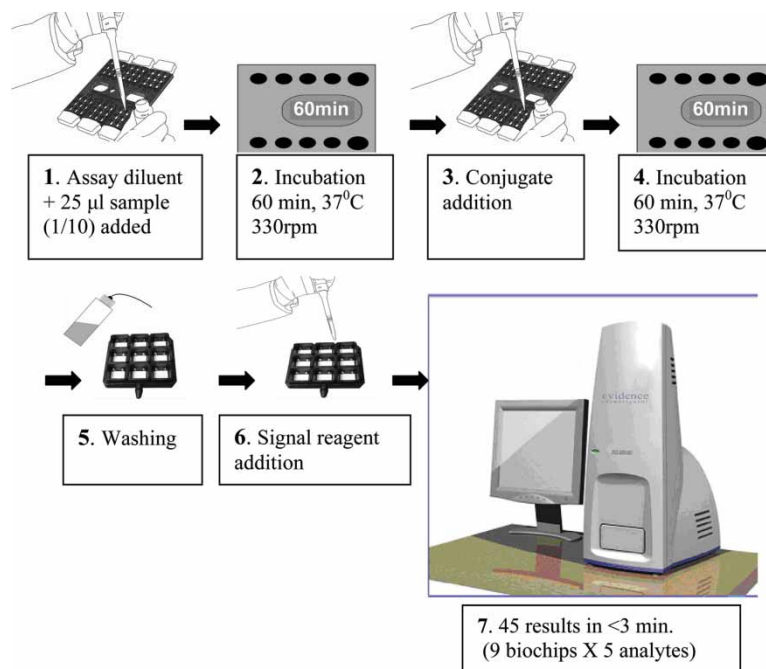 60min
60min
1. Assay diluent
+ 25 µl sample
(1/10) added
2. Incubation
60 min, 37⁰C
330rpm
3. Conjugate
addition
4. Incubation
60 min, 37⁰C
330rpm
evidence
5. Washing
6. Signal reagent
addition
7. 45 results in <3 min.
(9 biochips X 5 analytes)